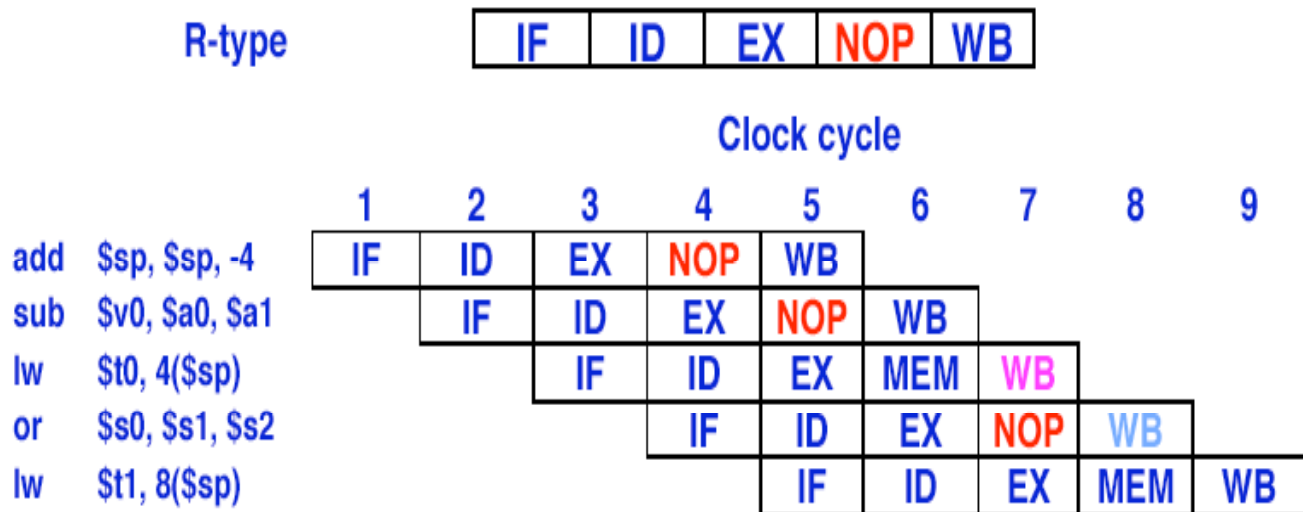 R-type IF ID EX NOP WB
Clock cycle
1 2 3 4 5 6 7 8 9
add $sp, $sp, -4 IF ID EX NOP WB
sub $v0, $a0, $a1 IF ID EX NOP WB
lw $t0, 4($sp) IF ID EX MEM WB
or $s0, $s1, $s2 IF ID EX NOP WB
lw $t1, 8($sp) IF ID EX MEM WB